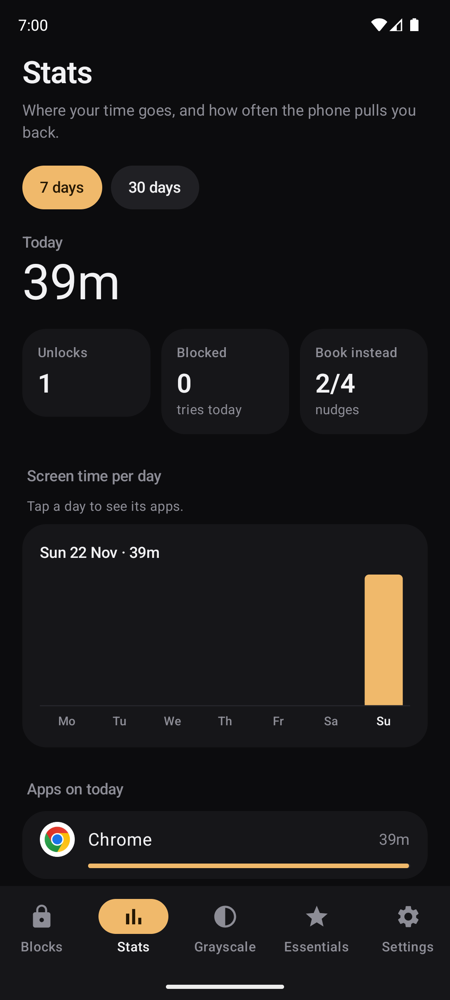 7:00
Stats
Where your time goes, and how often the phone pulls you
back.
7 days
30 days
Today
39m
Unlocks
1
Blocked
0
tries today
Book instead
2/4
nudges
Screen time per day
Tap a day to see its apps.
Sun 22 Nov · 39m
Mo Tu We Th Fr Sa Su
Apps on today
Chrome 39m
Blocks Stats Grayscale Essentials Settings